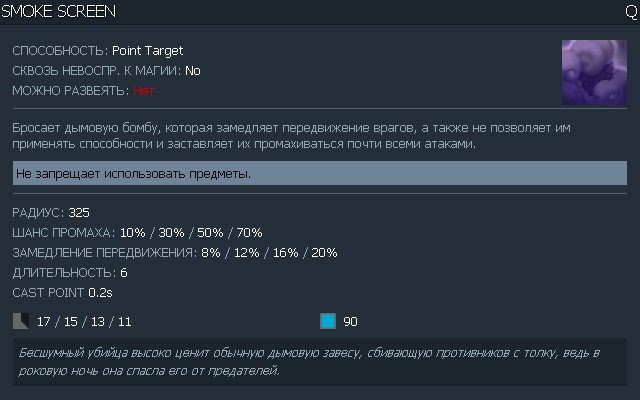 SMOKE SCREEN Q
СПОСОБНОСТЬ: Point Target
СКВОЗЬ НЕВОСПР. К МАГИИ: No
МОЖНО РАЗВЕЯТЬ: Нет
Бросает дымовую бомбу, которая замедляет передвижение врагов, а также не позволяет им
применять способности и заставляет их промахиваться почти всеми атаками.
Не запрещает использовать предметы.
РАДИУС: 325
ШАНС ПРОМАХА: 10% / 30% / 50% / 70%
ЗАМЕДЛЕНИЕ ПЕРЕДВИЖЕНИЯ: 8% / 12% / 16% / 20%
ДЛИТЕЛЬНОСТЬ: 6
CAST POINT 0.2s
17 / 15 / 13 / 11 90
Бесшумный убийца высоко ценит обычную дымовую завесу, сбивающую противников с толку, ведь в
роковую ночь она спасла его от предателей.